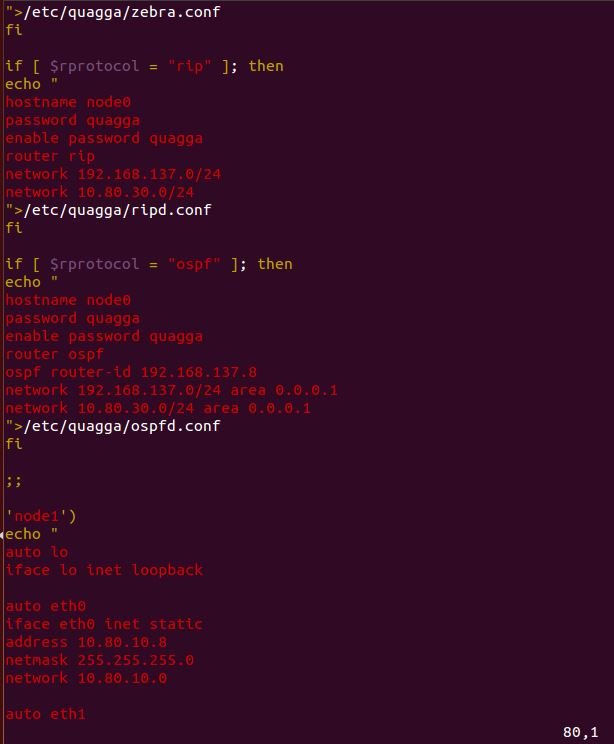 ">/etc/quagga/zebra.conf
fi
if [ $rprotocol = "rip" ]; then
echo "
hostname node0
password quagga
enable password quagga
router rip
network 192.168.137.0/24
network 10.80.30.0/24
">/etc/quagga/ripd.conf
fi
if [ $rprotocol = "ospf" ]; then
echo "
hostname node0
password quagga
enable password quagga
router ospf
ospf router-id 192.168.137.8
network 192.168.137.0/24 area 0.0.0.1
network 10.80.30.0/24 area 0.0.0.1
">/etc/quagga/ospfd.conf
fi
;;
'node1')
echo "
auto lo
iface lo inet loopback
auto eth0
iface eth0 inet static
address 10.80.10.8
netmask 255.255.255.0
network 10.80.10.0
auto eth1
80,1